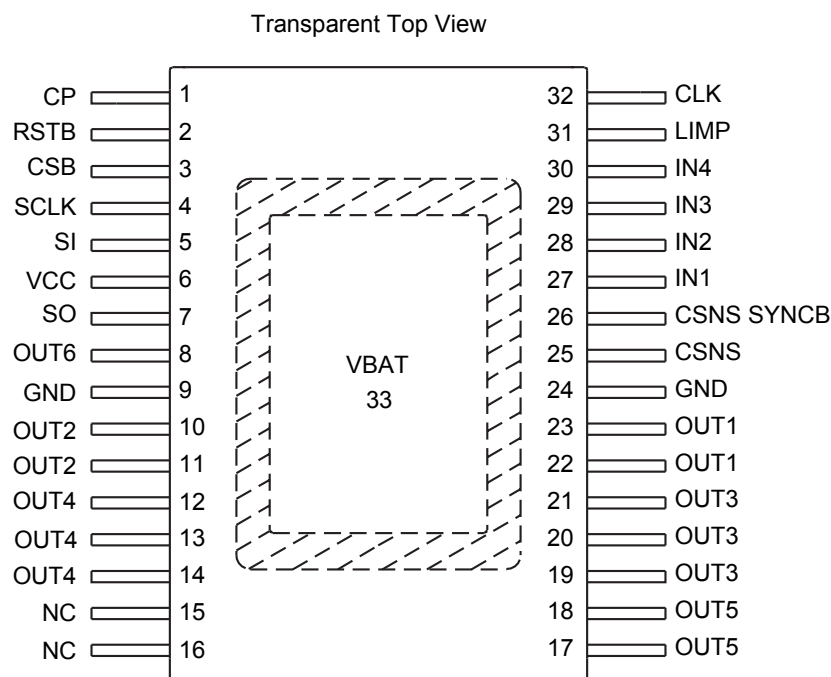 Transparent Top View
CP 1 32 CLK
RSTB 2 31 LIMP
CSB 3 30 IN4
SCLK 4 29 IN3
SI 5 28 IN2
VCC 6 27 IN1
SO 7 26 CSNS SYNCB
OUT6 8 25 CSNS
GND 9 24 GND
OUT2 10 23 OUT1
OUT2 11 22 OUT1
OUT4 12 21 OUT3
OUT4 13 20 OUT3
OUT4 14 19 OUT3
NC 15 18 OUT5
NC 16 17 OUT5
VBAT
33